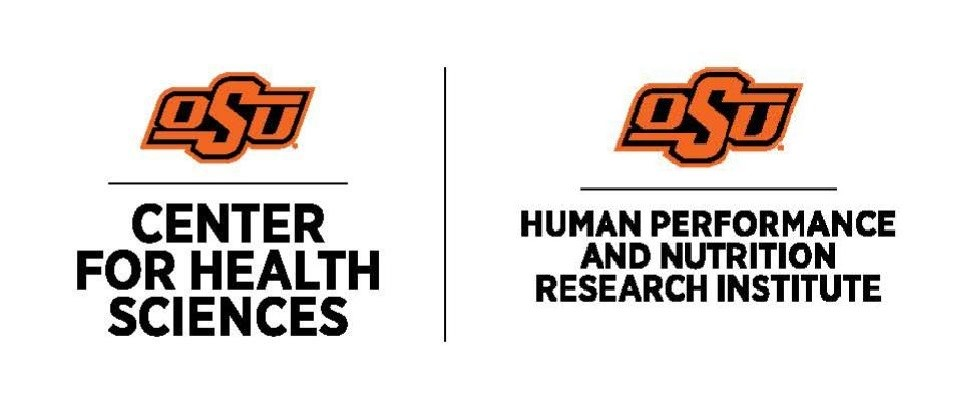 OSU
CENTER
FOR HEALTH
SCIENCES
OSU
HUMAN PERFORMANCE
AND NUTRITION
RESEARCH INSTITUTE